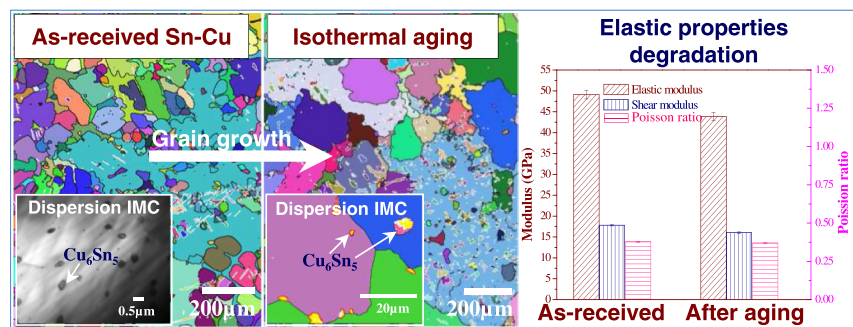 As-received Sn-Cu
Isothermal aging
Grain growth
Dispersion IMC
Cu6Sn5
0.5µm
200µm
Dispersion IMC
Cu6Sn5
20µm
200µm
Elastic properties
degradation
Modulus (GPa)
55
50
45
40
35
30
25
20
15
10
5
0
Elastic modulus
Shear modulus
Poisson ratio
1.50
1.25
1.00
0.75
0.50
0.25
0.00
Poission ratio
As-received
After aging